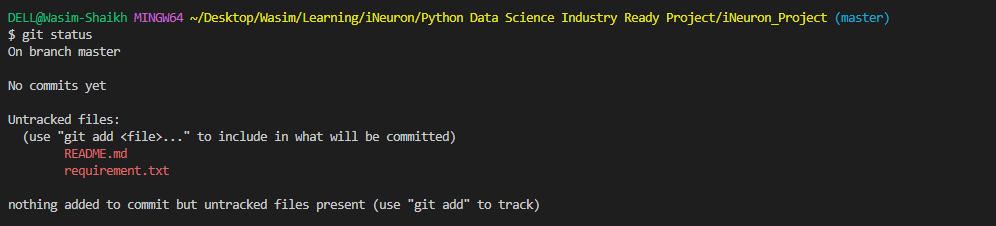 DELL@Wasim-Shaikh MINGW64 ~/Desktop/Wasim/Learning/iNeuron/Python Data Science Industry Ready Project/iNeuron_Project (master)
$ git status
On branch master
No commits yet
Untracked files:
(use "git add <file>..." to include in what will be committed)
README.md
requirement.txt
nothing added to commit but untracked files present (use "git add" to track)